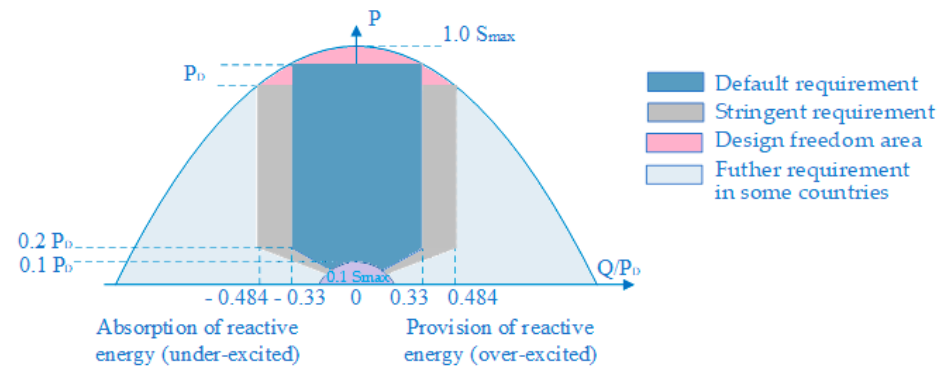 P
1.0 Smax
PD
Default requirement
Stringent requirement
Design freedom area
Futher requirement
in some countries
0.2 PD
0.1 PD
0.1 Smax
Q/PD
- 0.484 - 0.33 0 0.33 0.484
Absorption of reactive
energy (under-excited)
Provision of reactive
energy (over-excited)